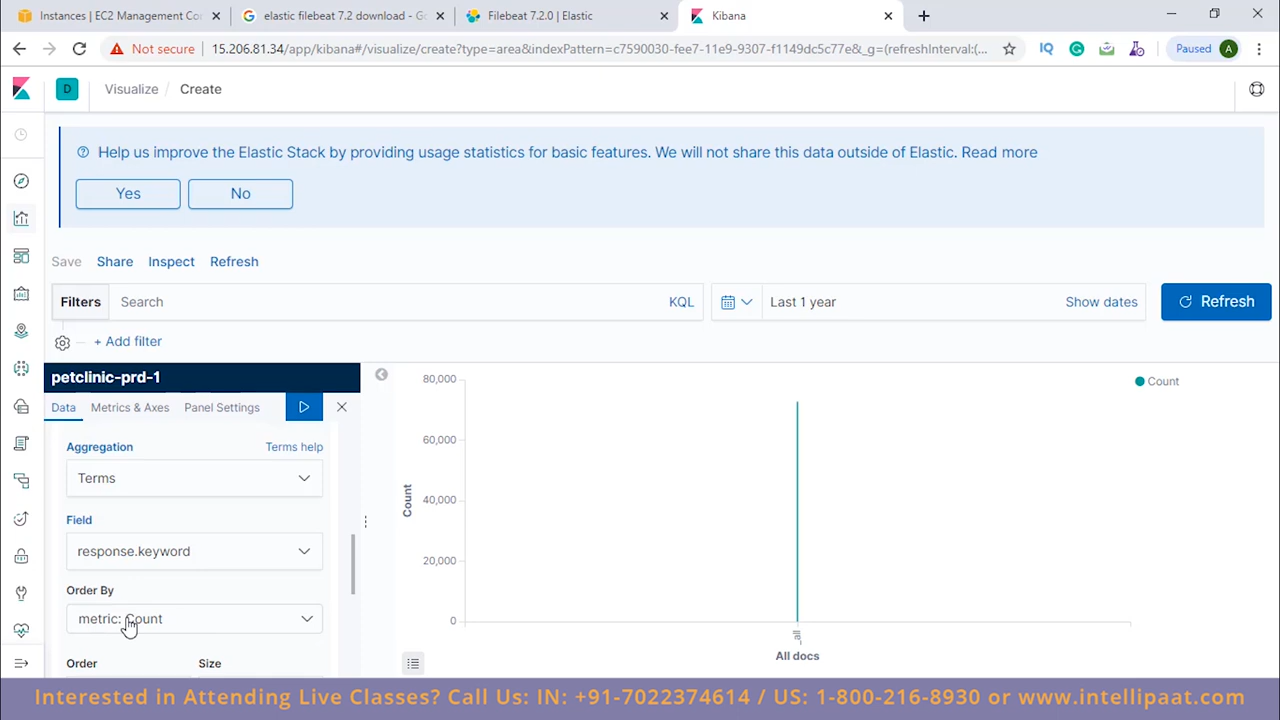 Instances | EC2 Management Con
elastic filebeat 7.2 download - Go
Filebeat 7.2.0 | Elastic
Kibana
Not secure
15.206.81.34/app/kibana#/visualize/create?type=area&indexPattern=c7590030-fee7-11e9-9307-f1149dc5c77e&_g=(refreshInterval:(...
IQ
Paused
A
D
Visualize / Create
Help us improve the Elastic Stack by providing usage statistics for basic features. We will not share this data outside of Elastic. Read more
Yes
No
Save
Share
Inspect
Refresh
Filters
Search
KQL
Last 1 year
Show dates
Refresh
+ Add filter
petclinic-prd-1
Data
Metrics & Axes
Panel Settings
Aggregation
Terms help
Terms
Field
response.keyword
Order By
metric: Count
Order
Size
80,000
60,000
40,000
20,000
0
Count
_all
All docs
Count
Interested in Attending Live Classes? Call Us: IN: +91-7022374614 / US: 1-800-216-8930 or www.intellipaat.com